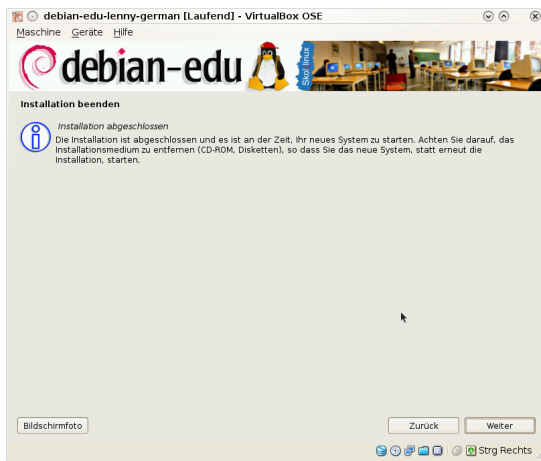 debian-edu-lenny-german [Laufend] - VirtualBox OSE
Maschine Geräte Hilfe
debian-edu
Skolelinux
Installation beenden
Installation abgeschlossen
Die Installation ist abgeschlossen und es ist an der Zeit, Ihr neues System zu starten. Achten Sie darauf, das
Installationsmedium zu entfernen (CD-ROM, Disketten), so dass Sie das neue System, statt erneut die
Installation, starten.
Bildschirmfoto
Zurück
Weiter
Strg Rechts